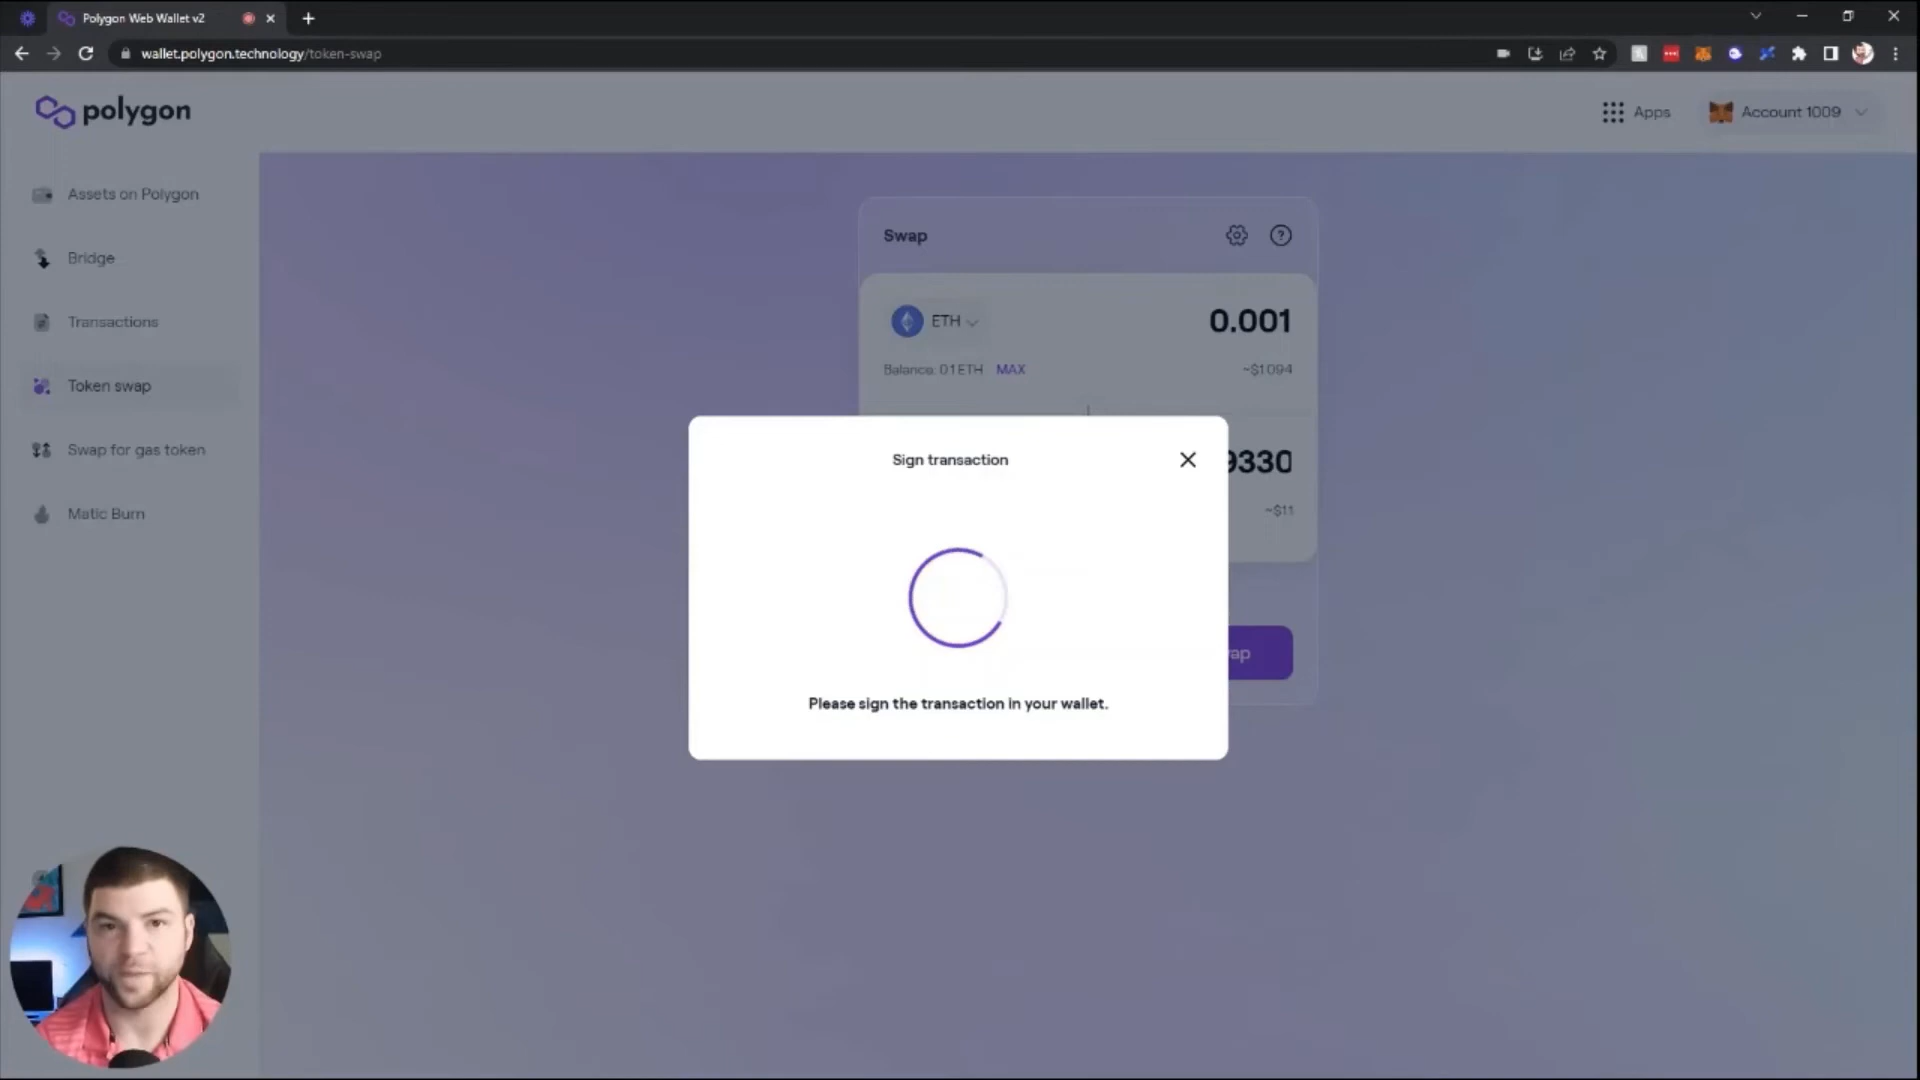 Polygon Web Wallet v2
wallet.polygon.technology/token-swap
polygon
Apps
Account 1009
Assets on Polygon
Bridge
Transactions
Token swap
Swap for gas token
Matic Burn
Swap
ETH
0.001
Balance: 0.1 ETH MAX
~$1.094
9330
~$1.1
Sign transaction
Please sign the transaction in your wallet.